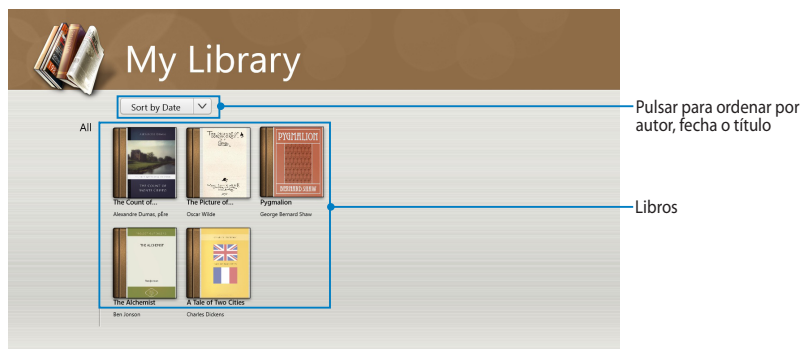 My Library
Sort by Date
Pulsar para ordenar por
autor, fecha o título
All
PYGMALION
BERNARD SHAW
The Count of...
The Picture of...
Pygmalion
Alexandre Dumas, pEre
Oscar Wilde
George Bernard Shaw
Libros
THE ALCHEMIST
The Alchemist
A Tale of Two Cities
Ben Jonson
Charles Dickens